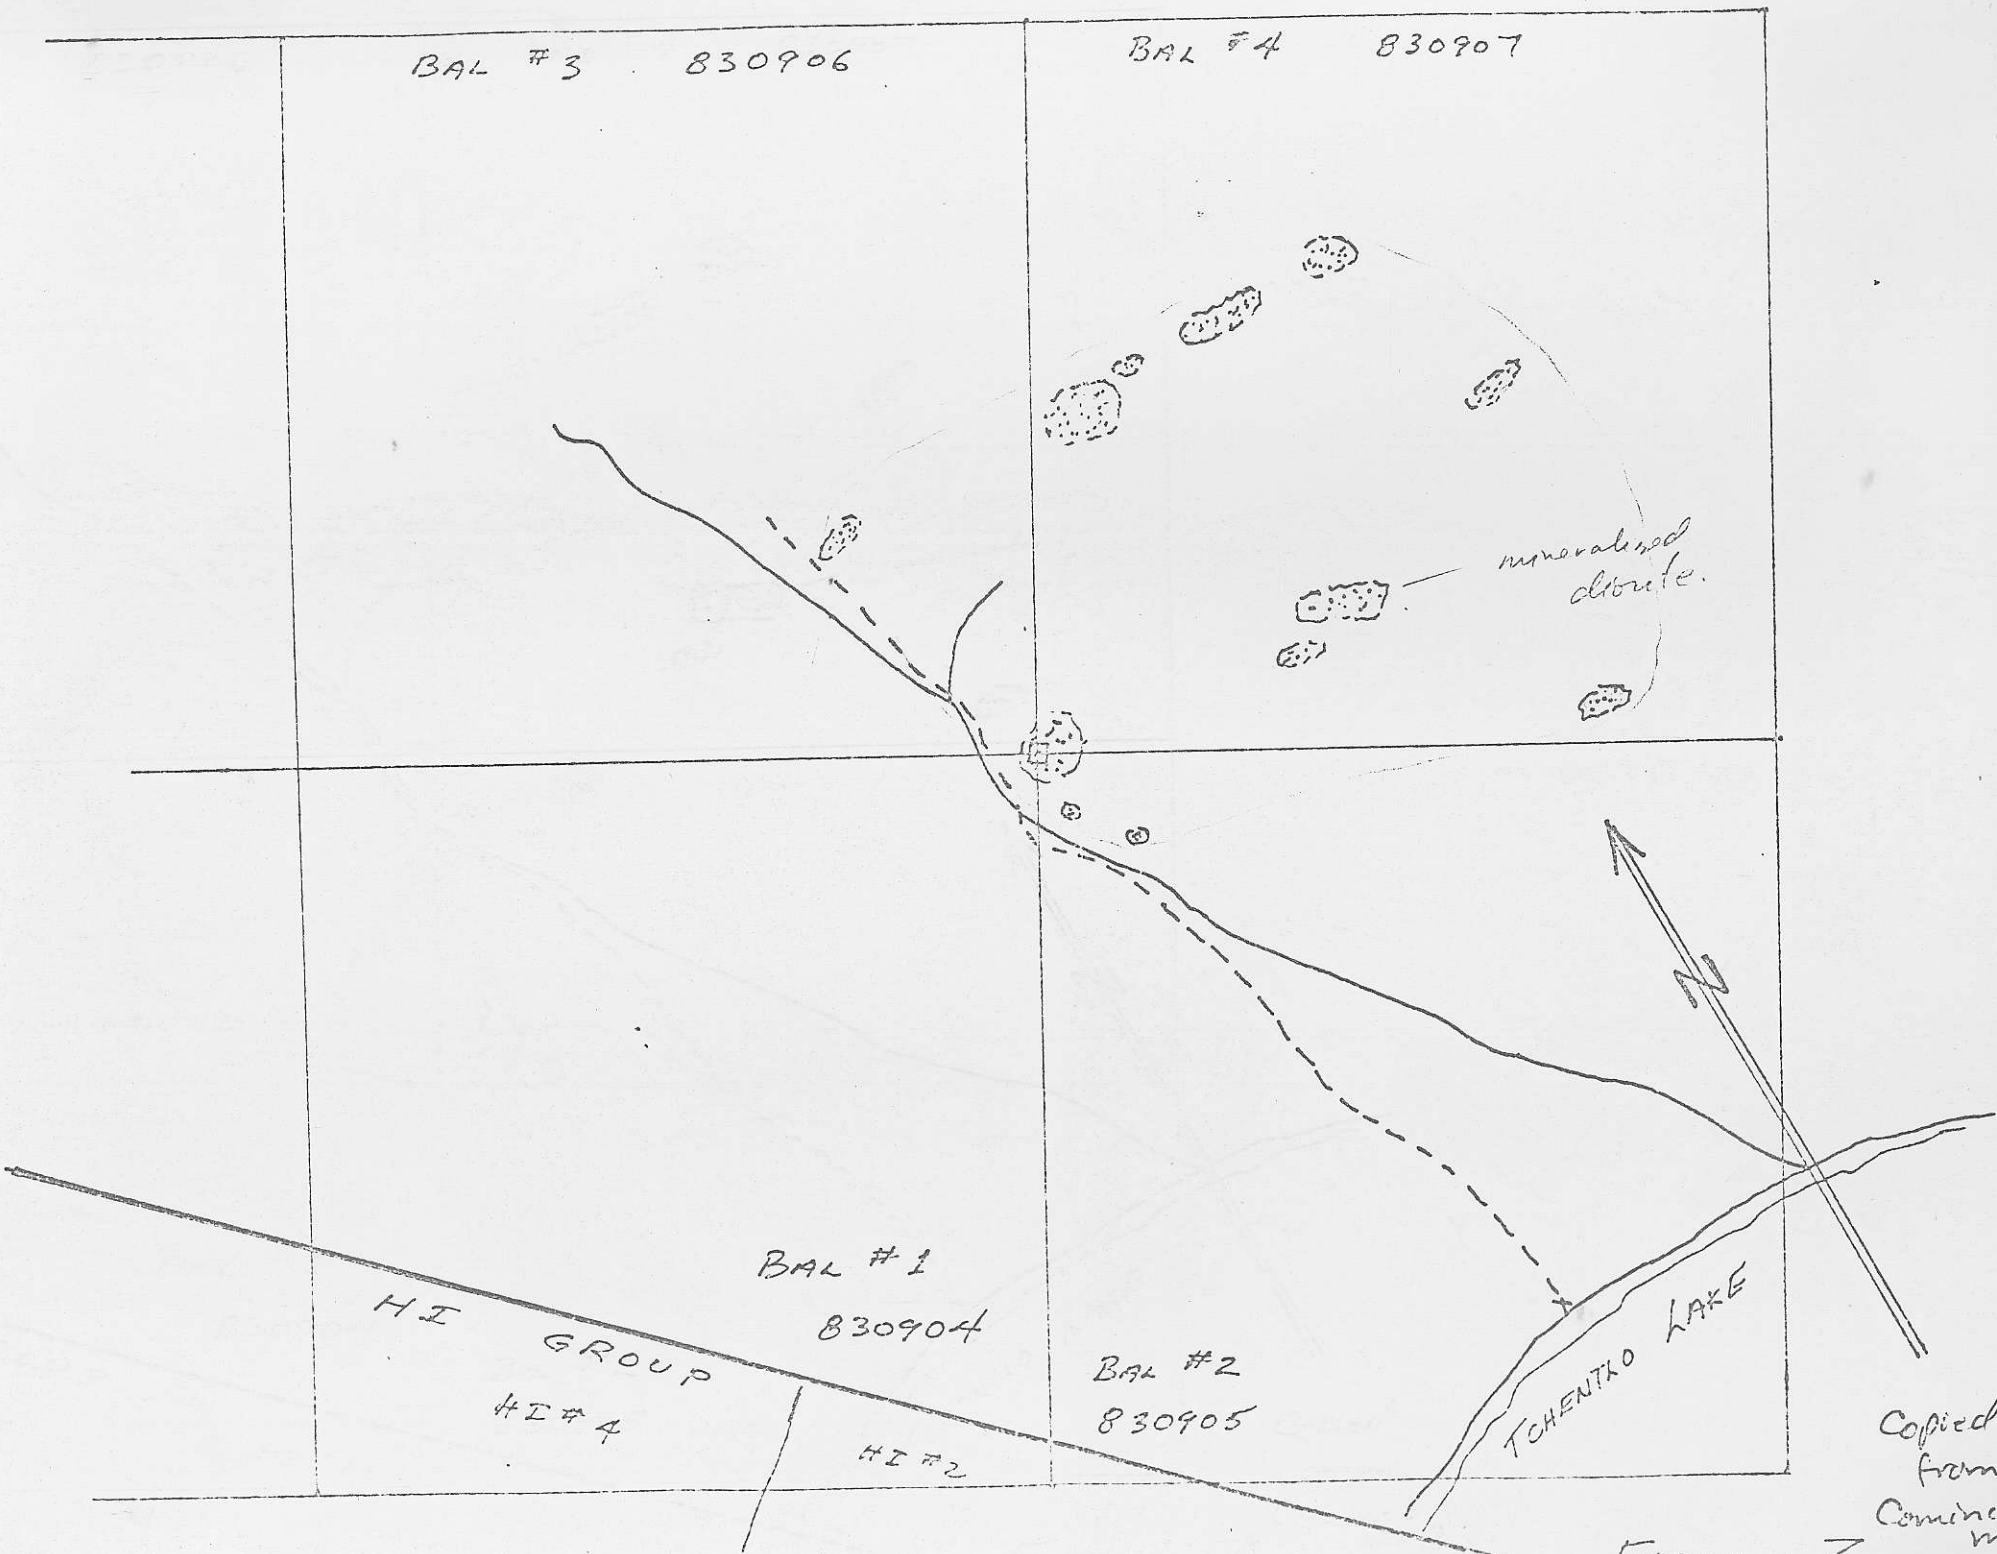 BAL #3 830906
BAL #4 830907
mineralized
diorite.
N
BAL #1
830904
HI GROUP
HI #4
HI #2
BAL #2
830905
TCHENTLO LAKE
Copied
from